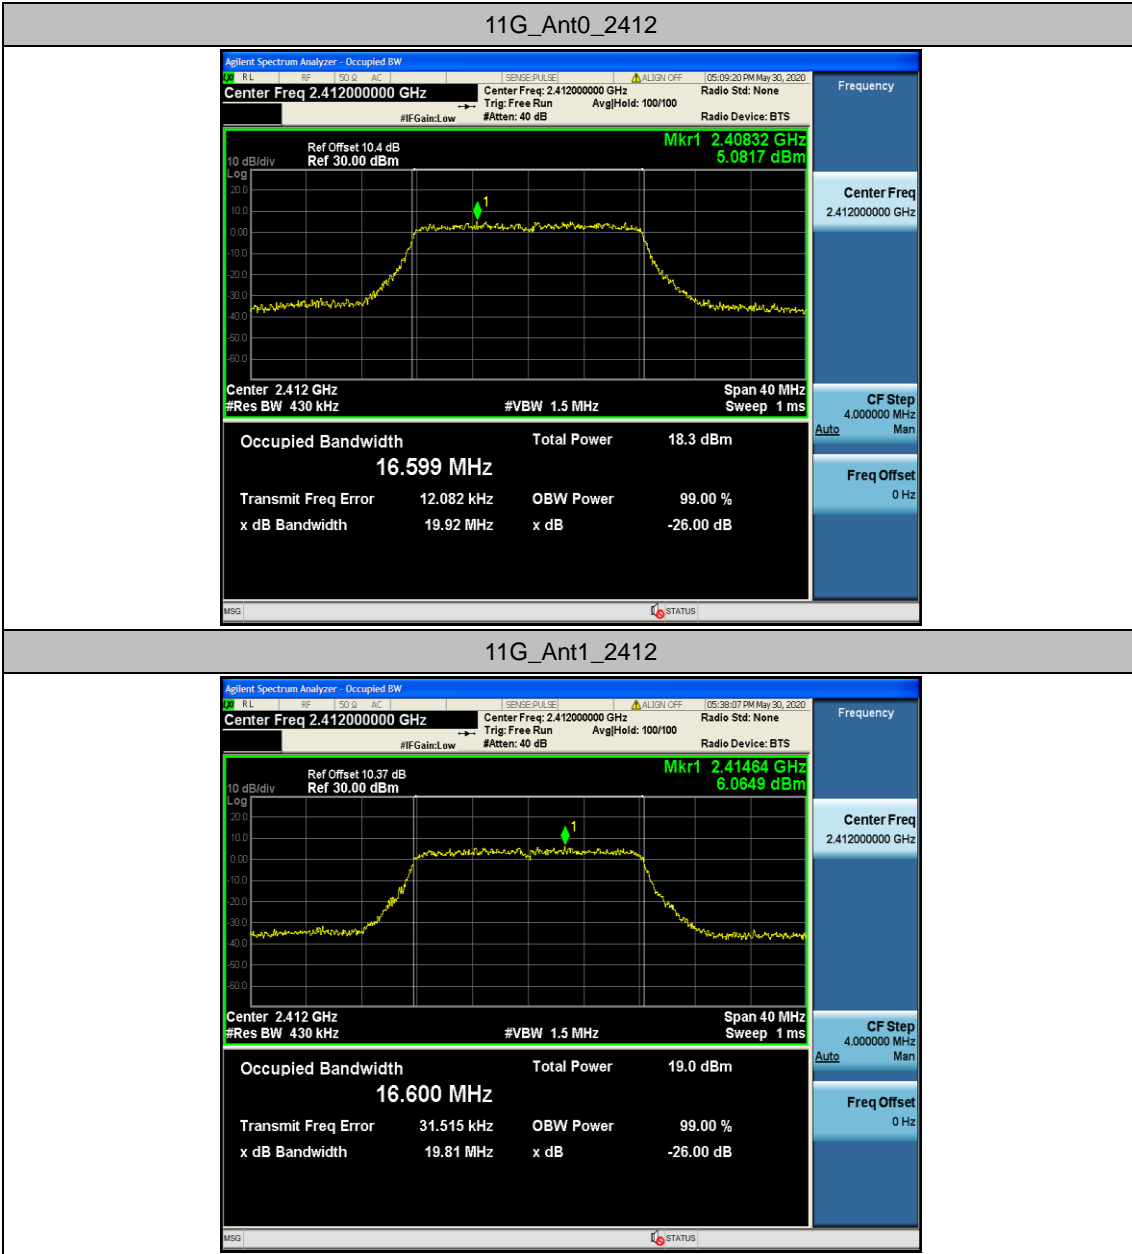 11G_Ant0_2412
Agilent Spectrum Analyzer - Occupied BW
LXI RL RF 50 Ω AC SENSE:PULSE ALIGN OFF 05:09:20 PM May 30, 2020
Center Freq 2.412000000 GHz
Center Freq: 2.412000000 GHz Radio Std: None
Trig: Free Run Avg|Hold: 100/100
#IFGain:Low #Atten: 40 dB Radio Device: BTS
Frequency
Mkr1 2.40832 GHz
5.0817 dBm
Ref Offset 10.4 dB
10 dB/div Ref 30.00 dBm
Log
20.0
10.0
0.00
-10.0
-20.0
-30.0
-40.0
-50.0
-60.0
1
Center Freq
2.412000000 GHz
Center 2.412 GHz Span 40 MHz
#Res BW 430 kHz #VBW 1.5 MHz Sweep 1 ms
CF Step
4.000000 MHz
Auto Man
Occupied Bandwidth Total Power 18.3 dBm
16.599 MHz
Freq Offset
0 Hz
Transmit Freq Error 12.082 kHz OBW Power 99.00 %
x dB Bandwidth 19.92 MHz x dB -26.00 dB
MSG STATUS
11G_Ant1_2412
Agilent Spectrum Analyzer - Occupied BW
LXI RL RF 50 Ω AC SENSE:PULSE ALIGN OFF 05:38:07 PM May 30, 2020
Center Freq 2.412000000 GHz
Center Freq: 2.412000000 GHz Radio Std: None
Trig: Free Run Avg|Hold: 100/100
#IFGain:Low #Atten: 40 dB Radio Device: BTS
Frequency
Mkr1 2.41464 GHz
6.0649 dBm
Ref Offset 10.37 dB
10 dB/div Ref 30.00 dBm
Log
20.0
10.0
0.00
-10.0
-20.0
-30.0
-40.0
-50.0
-60.0
1
Center Freq
2.412000000 GHz
Center 2.412 GHz Span 40 MHz
#Res BW 430 kHz #VBW 1.5 MHz Sweep 1 ms
CF Step
4.000000 MHz
Auto Man
Occupied Bandwidth Total Power 19.0 dBm
16.600 MHz
Freq Offset
0 Hz
Transmit Freq Error 31.515 kHz OBW Power 99.00 %
x dB Bandwidth 19.81 MHz x dB -26.00 dB
MSG STATUS